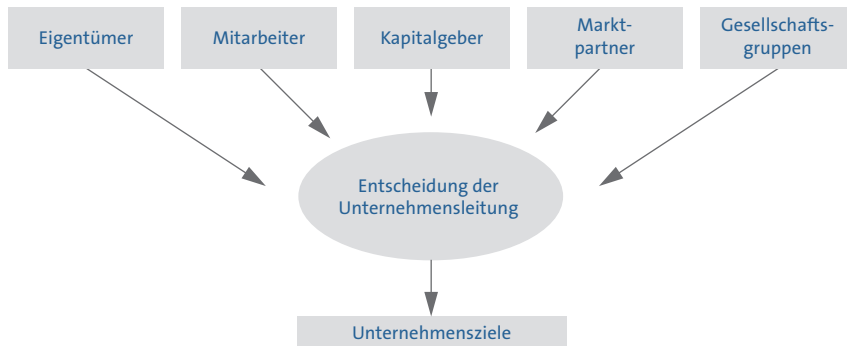 Eigentümer
Mitarbeiter
Kapitalgeber
Markt-
partner
Gesellschafts-
gruppen
Entscheidung der
Unternehmensleitung
Unternehmensziele